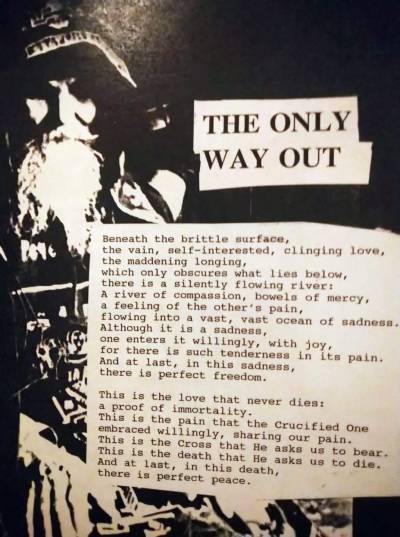 THE ONLY
WAY OUT
Beneath the brittle surface,
the vain, self-interested, clinging love,
the maddening longing,
which only obscures what lies below,
there is a silently flowing river:
A river of compassion, bowels of mercy,
a feeling of the other's pain,
flowing into a vast, vast ocean of sadness.
Although it is a sadness,
one enters it willingly, with joy,
for there is such tenderness in its pain.
And at last, in this sadness,
there is perfect freedom.
This is the love that never dies:
a proof of immortality.
This is the pain that the Crucified One
embraced willingly, sharing our pain.
This is the Cross that He asks us to bear.
This is the death that He asks us to die.
And at last, in this death,
there is perfect peace.